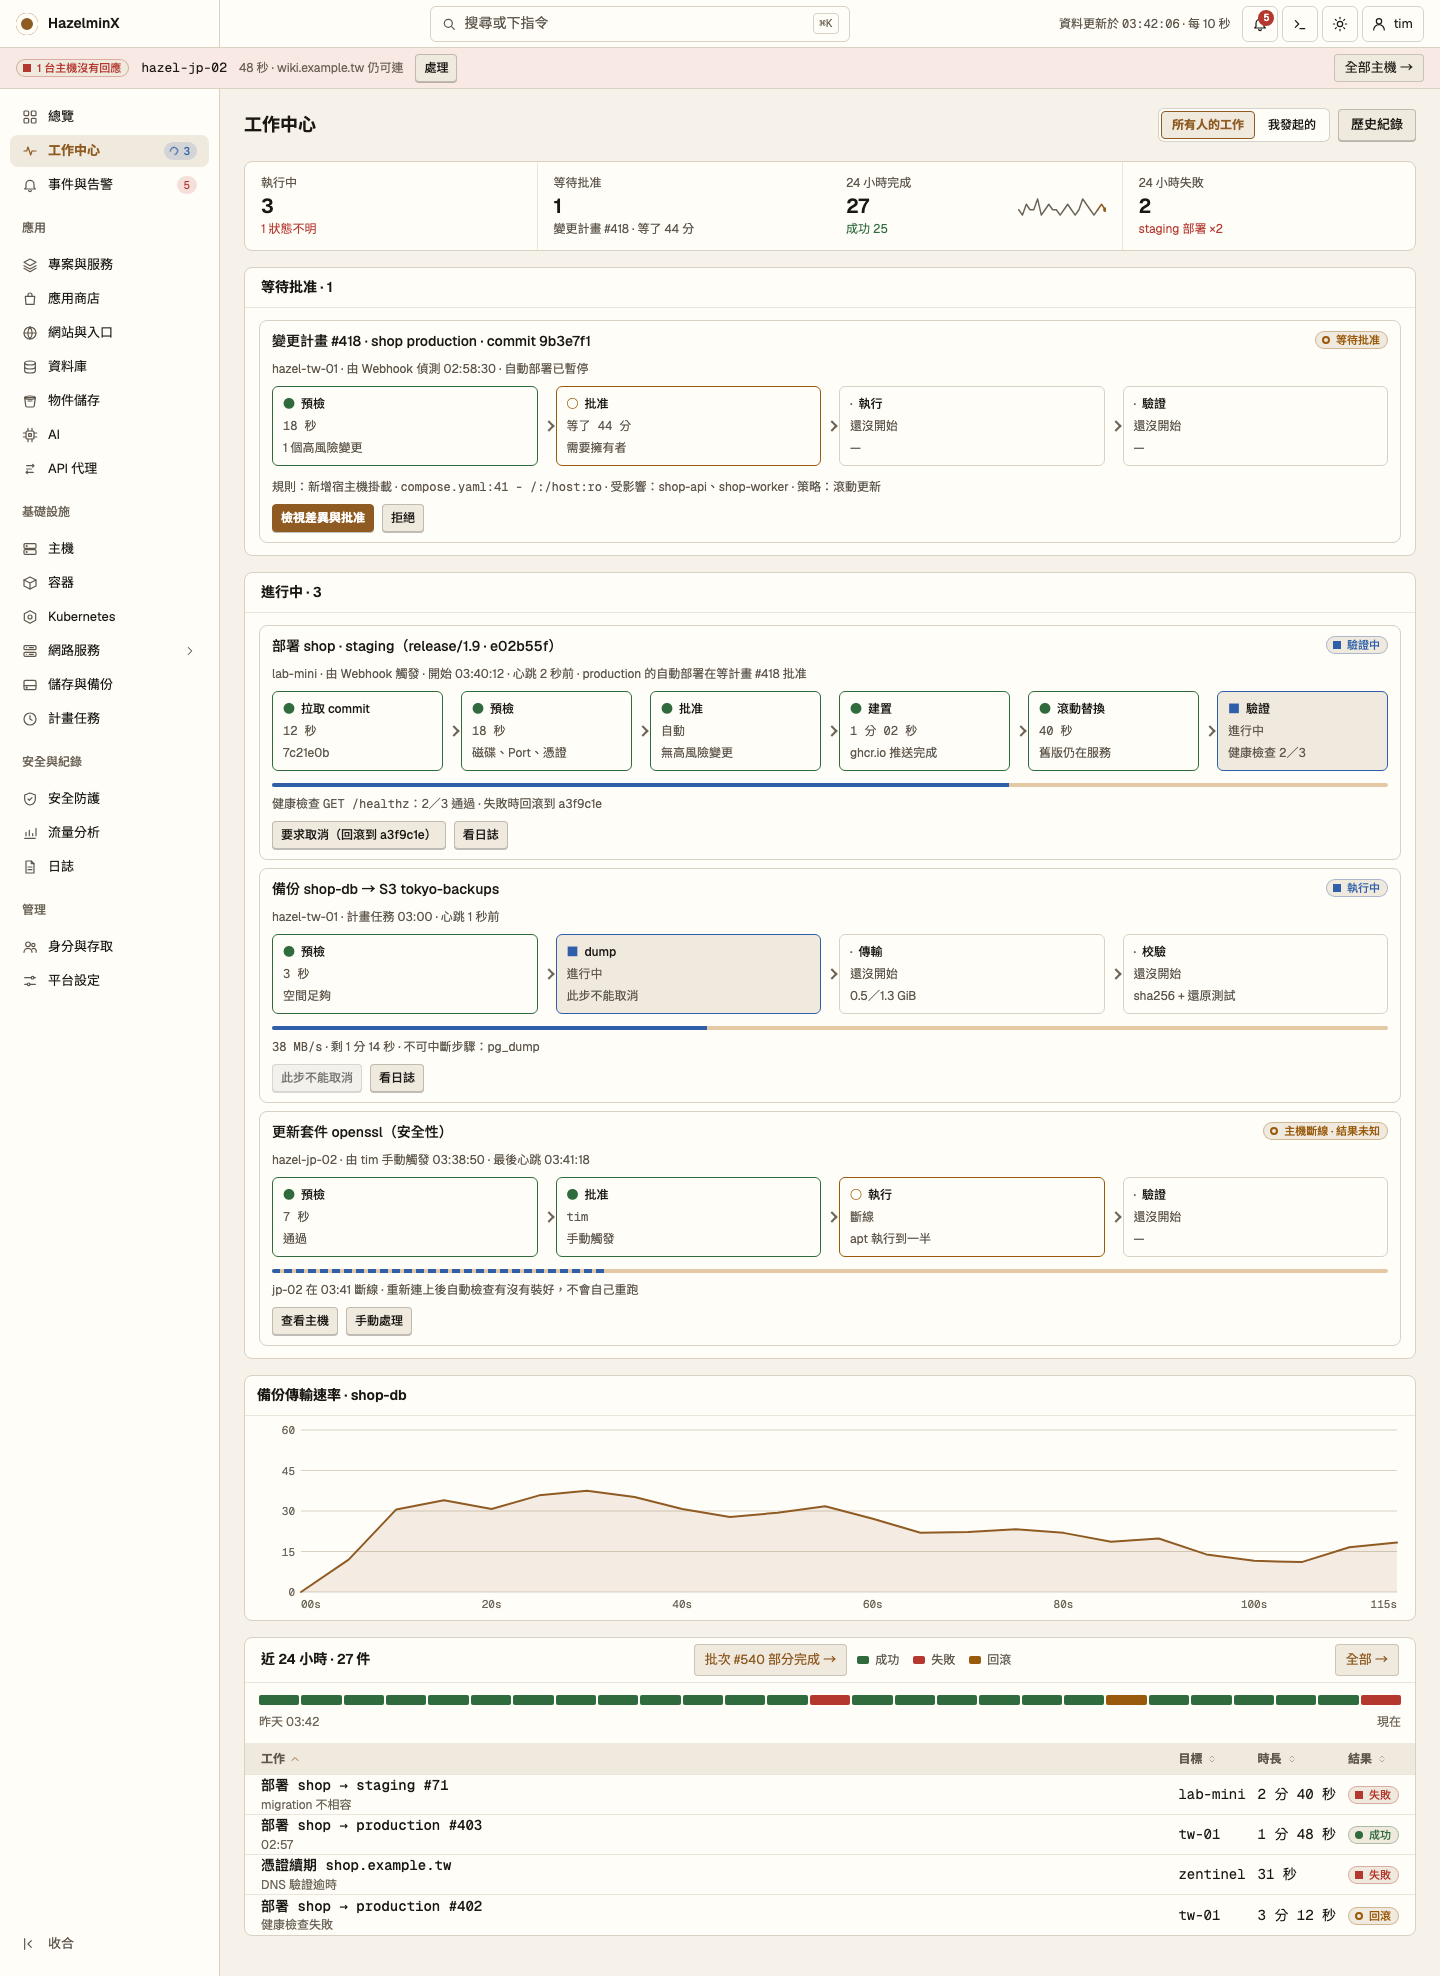 HazelminX
搜尋或下指令
⌘K
資料更新於 03:42:06 · 每 10 秒
5
tim
1 台主機沒有回應
hazel-jp-02
48 秒 · wiki.example.tw 仍可連
處理
全部主機 →
總覽
工作中心
3
事件與告警
5
應用
專案與服務
應用商店
網站與入口
資料庫
物件儲存
AI
API 代理
基礎設施
主機
容器
Kubernetes
網路服務
儲存與備份
計畫任務
安全與紀錄
安全防護
流量分析
日誌
管理
身分與存取
平台設定
收合
工作中心
所有人的工作
我發起的
歷史紀錄
執行中
3
1 狀態不明
等待批准
1
變更計畫 #418 · 等了 44 分
24 小時完成
27
成功 25
24 小時失敗
2
staging 部署 ×2
等待批准 · 1
變更計畫 #418 · shop production · commit 9b3e7f1
等待批准
hazel-tw-01 · 由 Webhook 偵測 02:58:30 · 自動部署已暫停
預檢
18 秒
1 個高風險變更
批准
等了 44 分
需要擁有者
· 執行
還沒開始
—
· 驗證
還沒開始
—
規則：新增宿主機掛載 · compose.yaml:41 - /:/host:ro · 受影響：shop-api、shop-worker · 策略：滾動更新
檢視差異與批准
拒絕
進行中 · 3
部署 shop · staging（release/1.9 · e02b55f）
驗證中
lab-mini · 由 Webhook 觸發 · 開始 03:40:12 · 心跳 2 秒前 · production 的自動部署在等計畫 #418 批准
拉取 commit
12 秒
7c21e0b
預檢
18 秒
磁碟、Port、憑證
批准
自動
無高風險變更
建置
1 分 02 秒
ghcr.io 推送完成
滾動替換
40 秒
舊版仍在服務
驗證
進行中
健康檢查 2／3
健康檢查 GET /healthz：2／3 通過 · 失敗時回滾到 a3f9c1e
要求取消（回滾到 a3f9c1e）
看日誌
備份 shop-db → S3 tokyo-backups
執行中
hazel-tw-01 · 計畫任務 03:00 · 心跳 1 秒前
預檢
3 秒
空間足夠
dump
進行中
此步不能取消
· 傳輸
還沒開始
0.5／1.3 GiB
· 校驗
還沒開始
sha256 + 還原測試
38 MB/s · 剩 1 分 14 秒 · 不可中斷步驟：pg_dump
此步不能取消
看日誌
更新套件 openssl（安全性）
主機斷線 · 結果未知
hazel-jp-02 · 由 tim 手動觸發 03:38:50 · 最後心跳 03:41:18
預檢
7 秒
通過
批准
tim
手動觸發
執行
斷線
apt 執行到一半
· 驗證
還沒開始
—
jp-02 在 03:41 斷線 · 重新連上後自動檢查有沒有裝好，不會自己重跑
查看主機
手動處理
備份傳輸速率 · shop-db
60
45
30
15
0
00s
20s
40s
60s
80s
100s
115s
近 24 小時 · 27 件
批次 #540 部分完成 →
成功
失敗
回滾
全部 →
昨天 03:42
現在
工作
目標
時長
結果
部署 shop → staging #71
migration 不相容
lab-mini
2 分 40 秒
失敗
部署 shop → production #403
02:57
tw-01
1 分 48 秒
成功
憑證續期 shop.example.tw
DNS 驗證逾時
zentinel
31 秒
失敗
部署 shop → production #402
健康檢查失敗
tw-01
3 分 12 秒
回滾